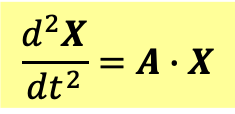 d²X/dt² = A · X